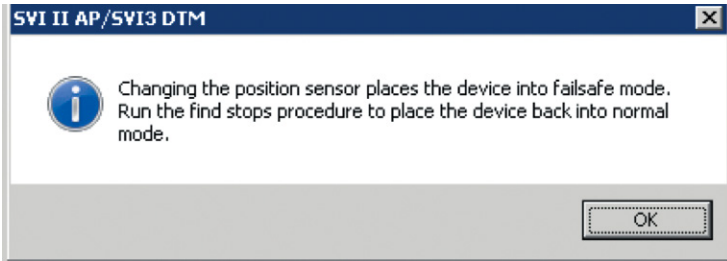 SVI II AP/SVI3 DTM
Changing the position sensor places the device into failsafe mode.
Run the find stops procedure to place the device back into normal
mode.
OK